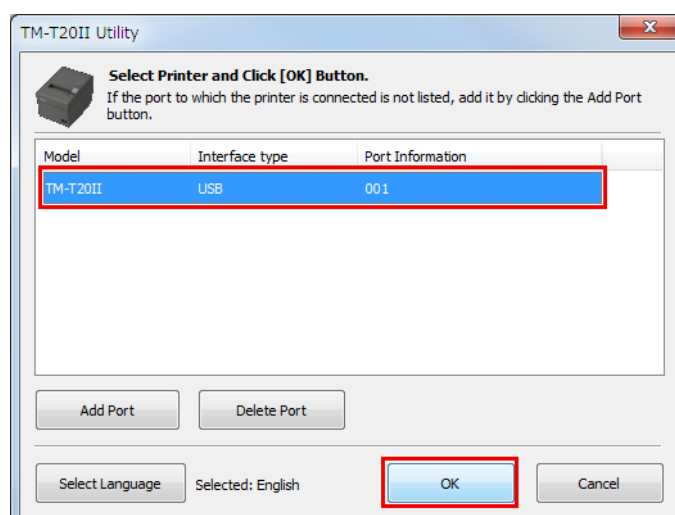 TM-T20II Utility
Select Printer and Click [OK] Button.
If the port to which the printer is connected is not listed, add it by clicking the Add Port
button.
Model Interface type Port Information
TM-T20II USB 001
Add Port Delete Port
Select Language Selected: English OK Cancel